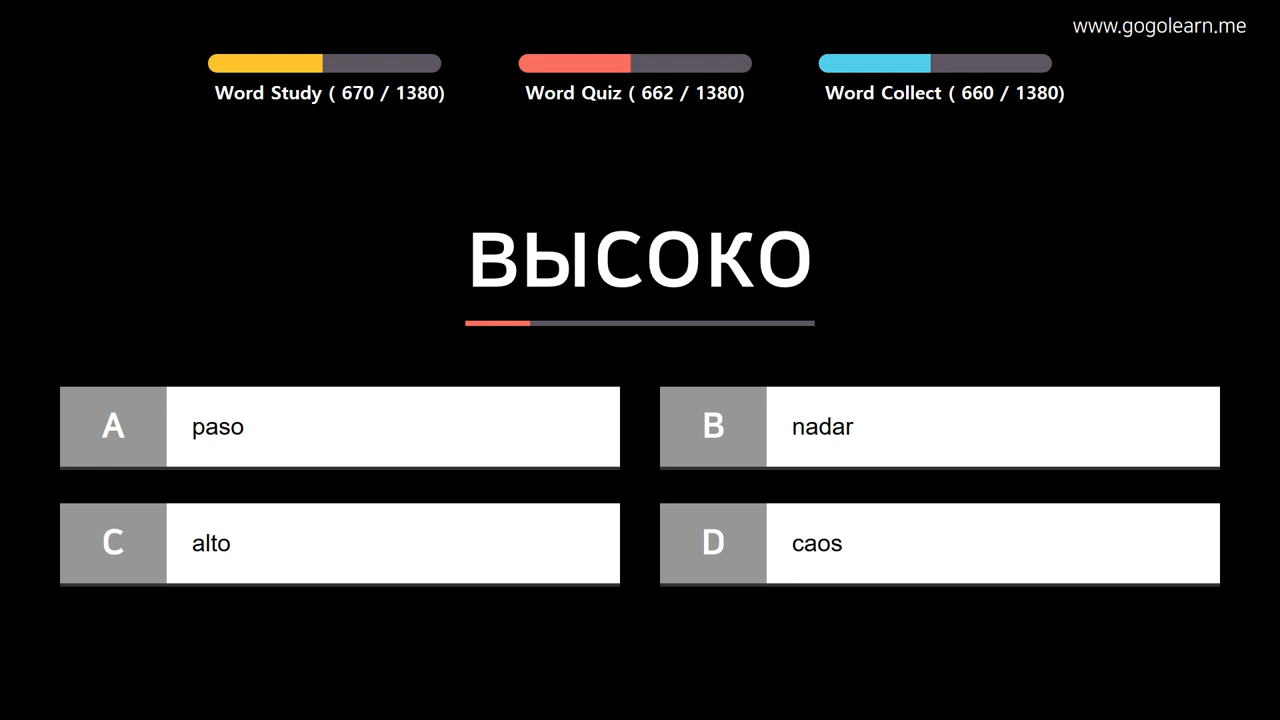 www.gogolearn.me
Word Study ( 670 / 1380)
Word Quiz ( 662 / 1380)
Word Collect ( 660 / 1380)
высоко
A paso
B nadar
C alto
D caos